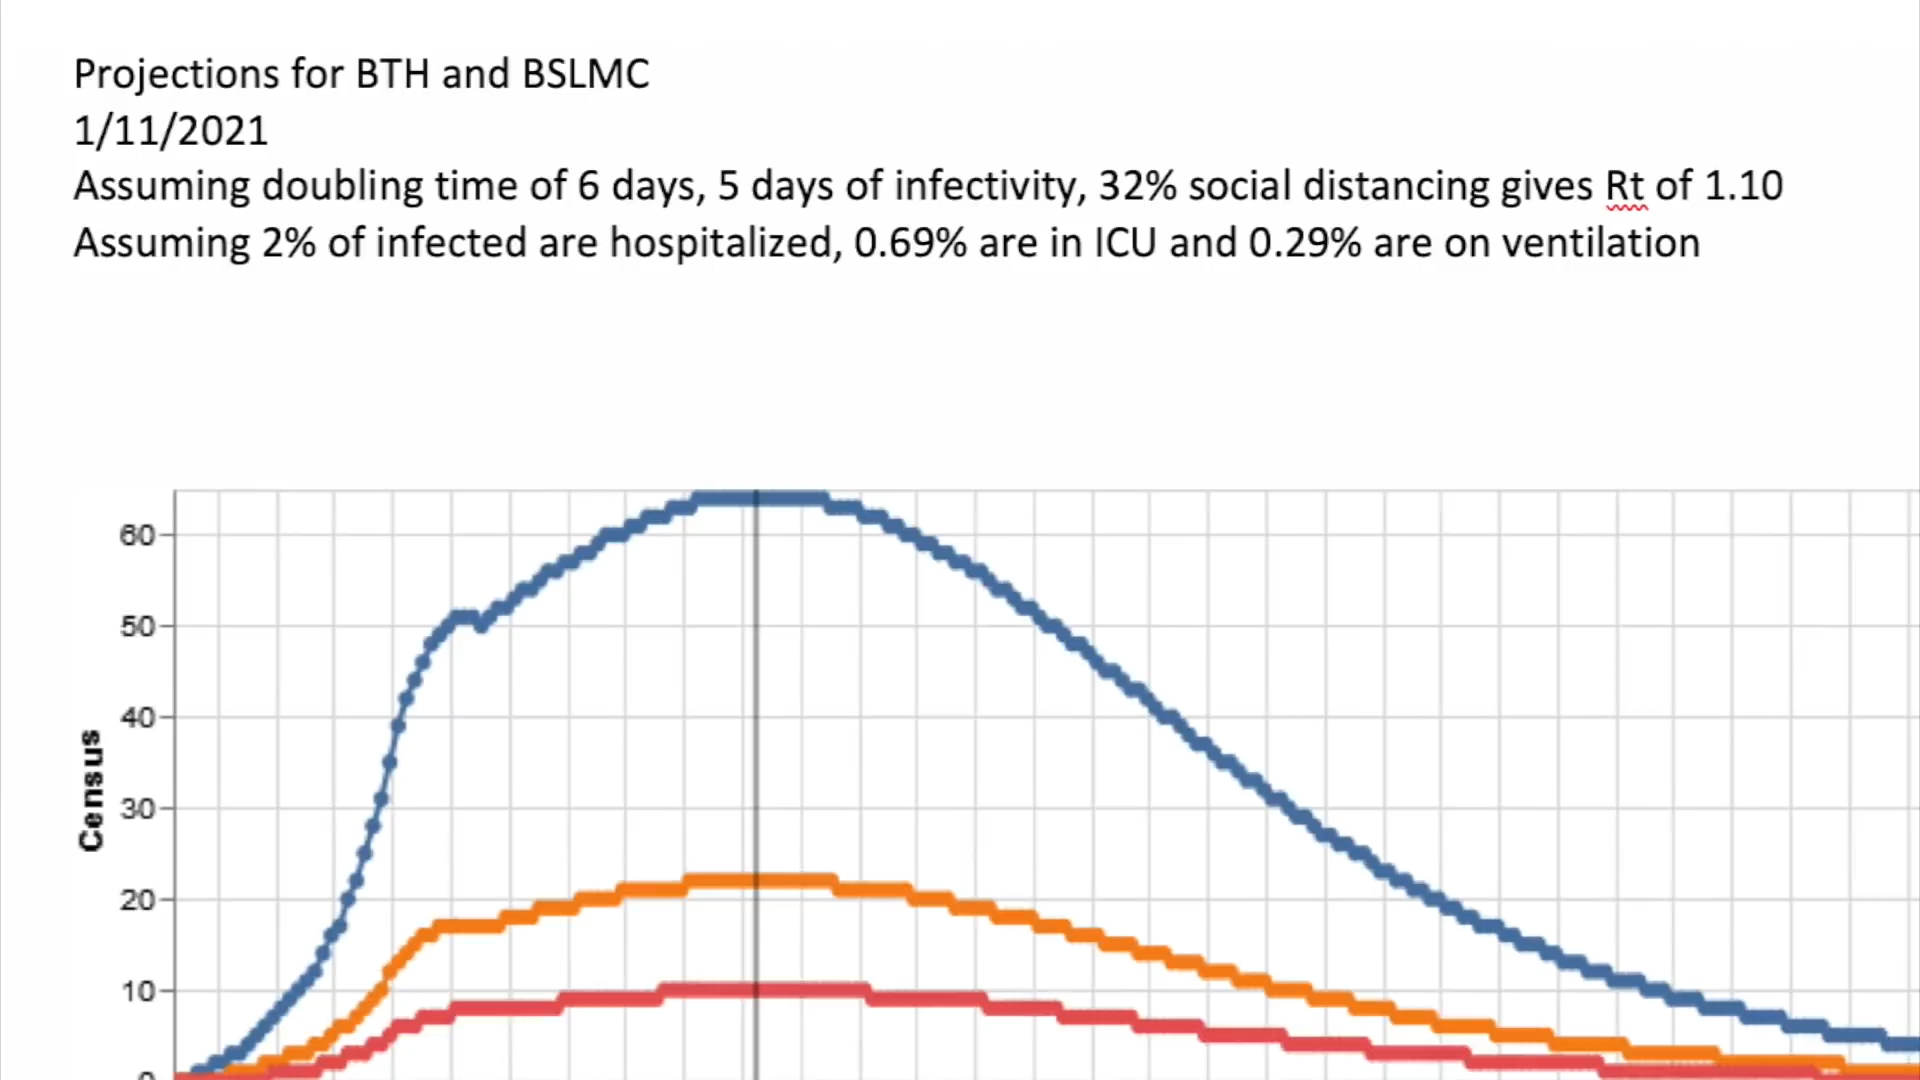 Projections for BTH and BSLMC
1/11/2021
Assuming doubling time of 6 days, 5 days of infectivity, 32% social distancing gives Rt of 1.10
Assuming 2% of infected are hospitalized, 0.69% are in ICU and 0.29% are on ventilation
60
50
40
30
20
10
0
Census